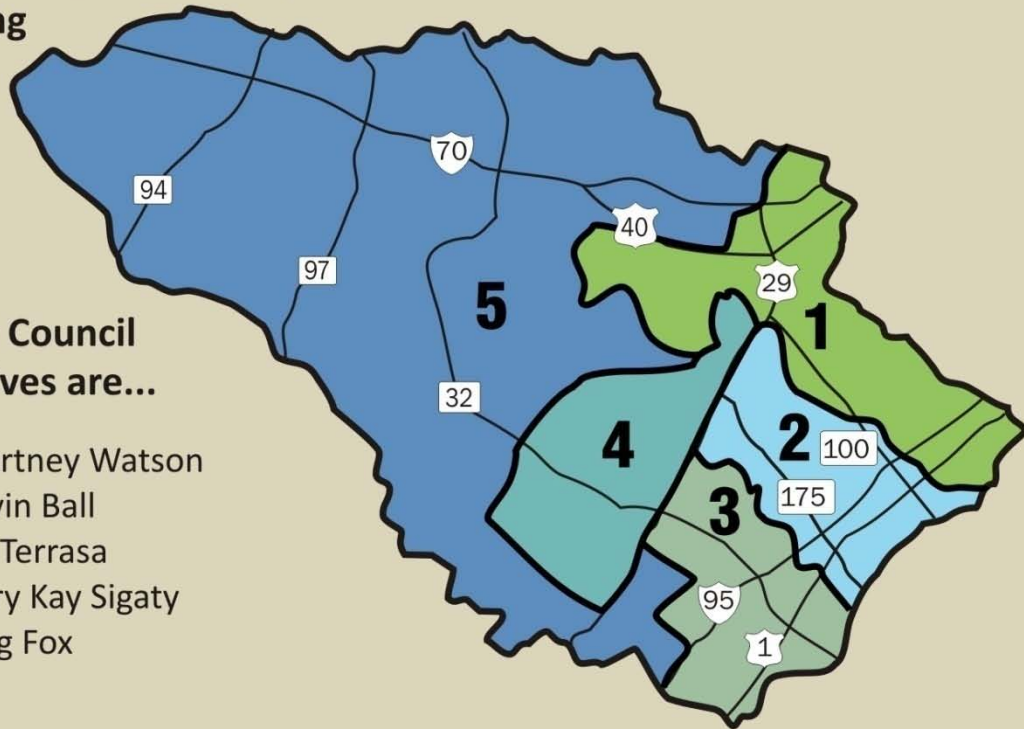 ng
Council
ves are...
rtney Watson
vin Ball
Terrasa
ry Kay Sigaty
g Fox
70
94
40
97
29
5
1
32
4
2
100
175
3
95
1